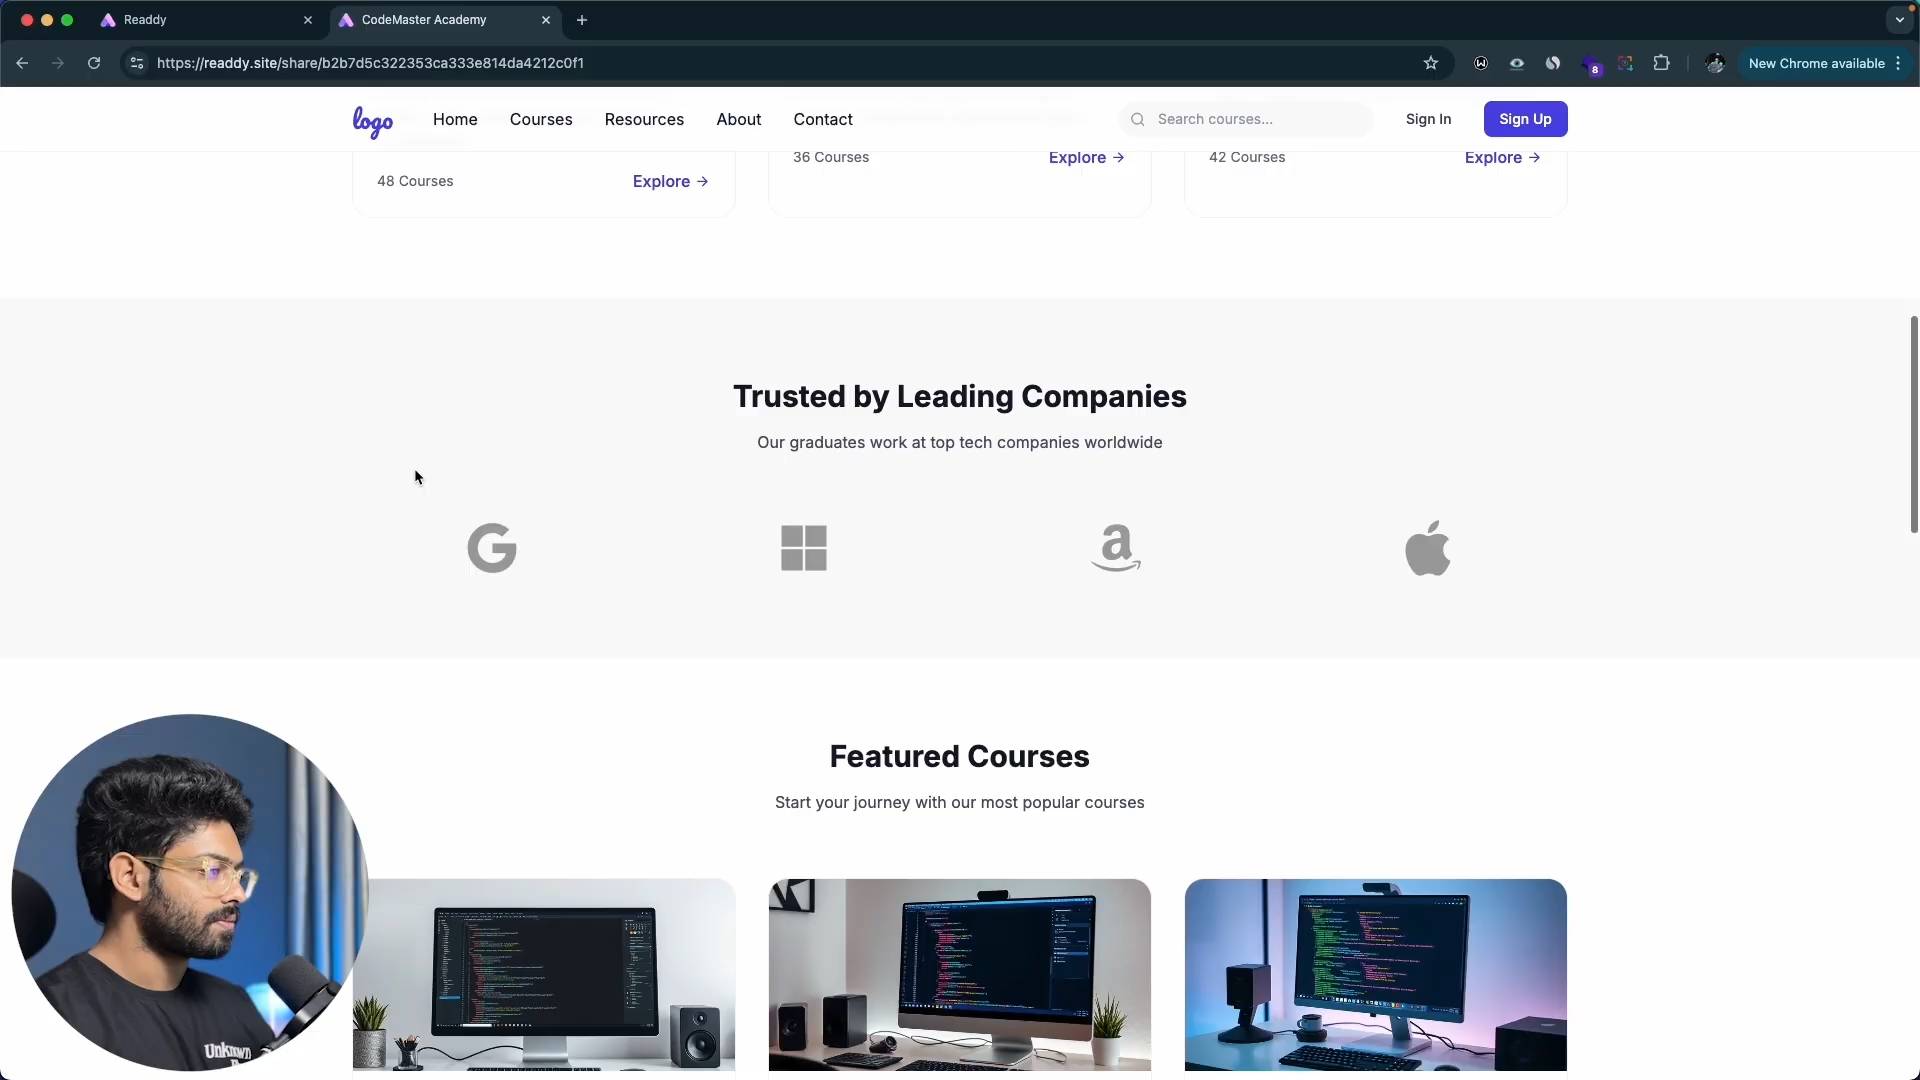 Readdy
CodeMaster Academy
https://readdy.site/share/b2b7d5c322353ca333e814da4212c0f1
8
New Chrome available
logo
Home
Courses
Resources
About
Contact
Search courses...
Sign In
Sign Up
36 Courses
Explore →
42 Courses
Explore →
48 Courses
Explore →
Trusted by Leading Companies
Our graduates work at top tech companies worldwide
Featured Courses
Start your journey with our most popular courses
Unknown